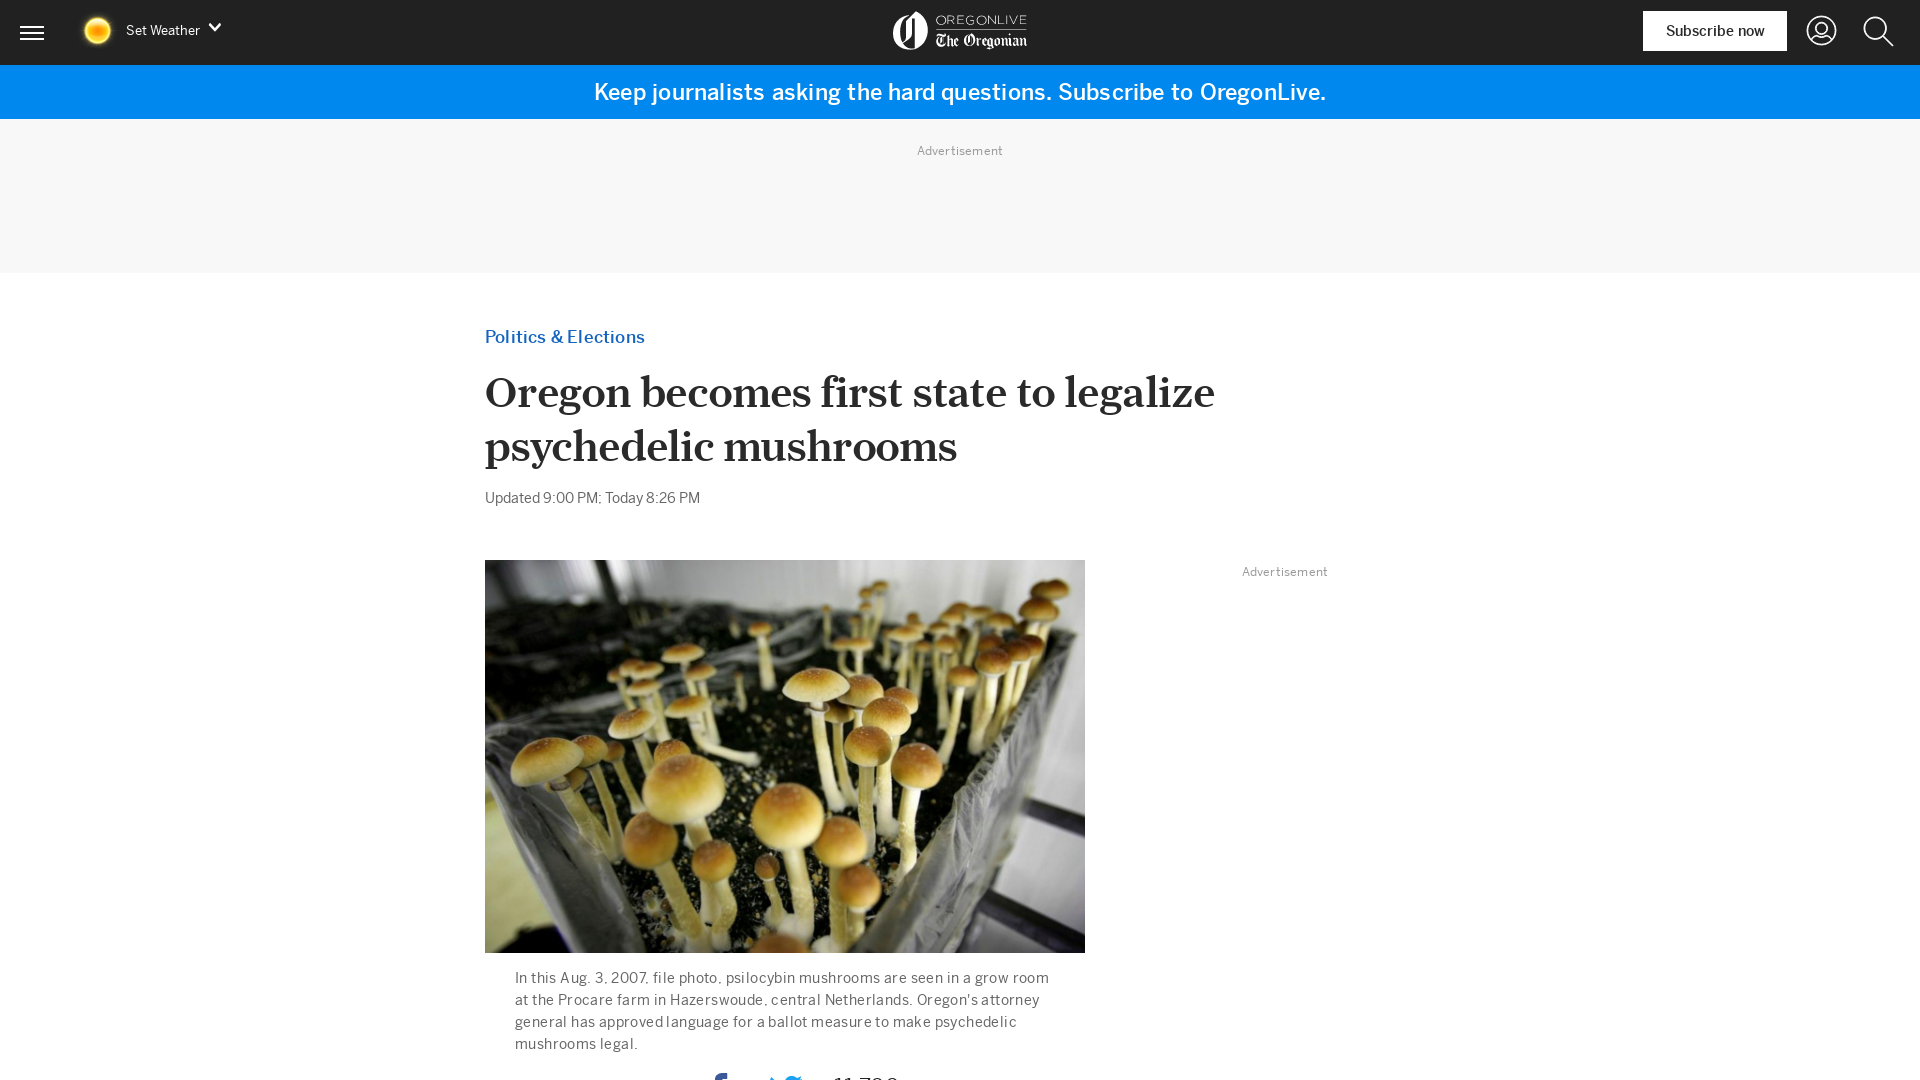 Set Weather
OREGONLIVE
The Oregonian
Subscribe now
Keep journalists asking the hard questions. Subscribe to OregonLive.
Advertisement
Politics & Elections
Oregon becomes first state to legalize
psychedelic mushrooms
Updated 9:00 PM; Today 8:26 PM
Advertisement
In this Aug. 3, 2007, file photo, psilocybin mushrooms are seen in a grow room
at the Procare farm in Hazerswoude, central Netherlands. Oregon's attorney
general has approved language for a ballot measure to make psychedelic
mushrooms legal.